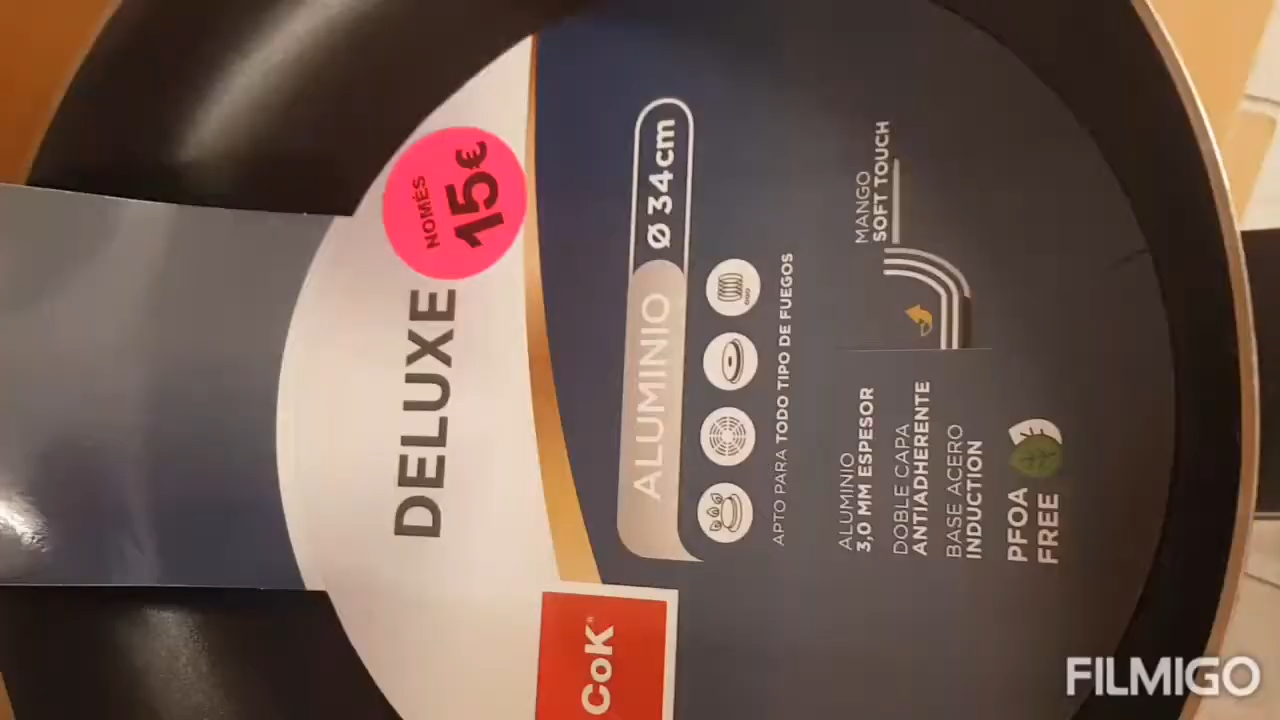 CoK®
DELUXE
NOMÉS
15€
ALUMINIO Ø 34cm
APTO PARA TODO TIPO DE FUEGOS
ALUMINIO
3,0 MM ESPESOR
DOBLE CAPA
ANTIADHERENTE
BASE ACERO
INDUCTION
MANGO
SOFT TOUCH
PFOA
FREE
FILMIGO